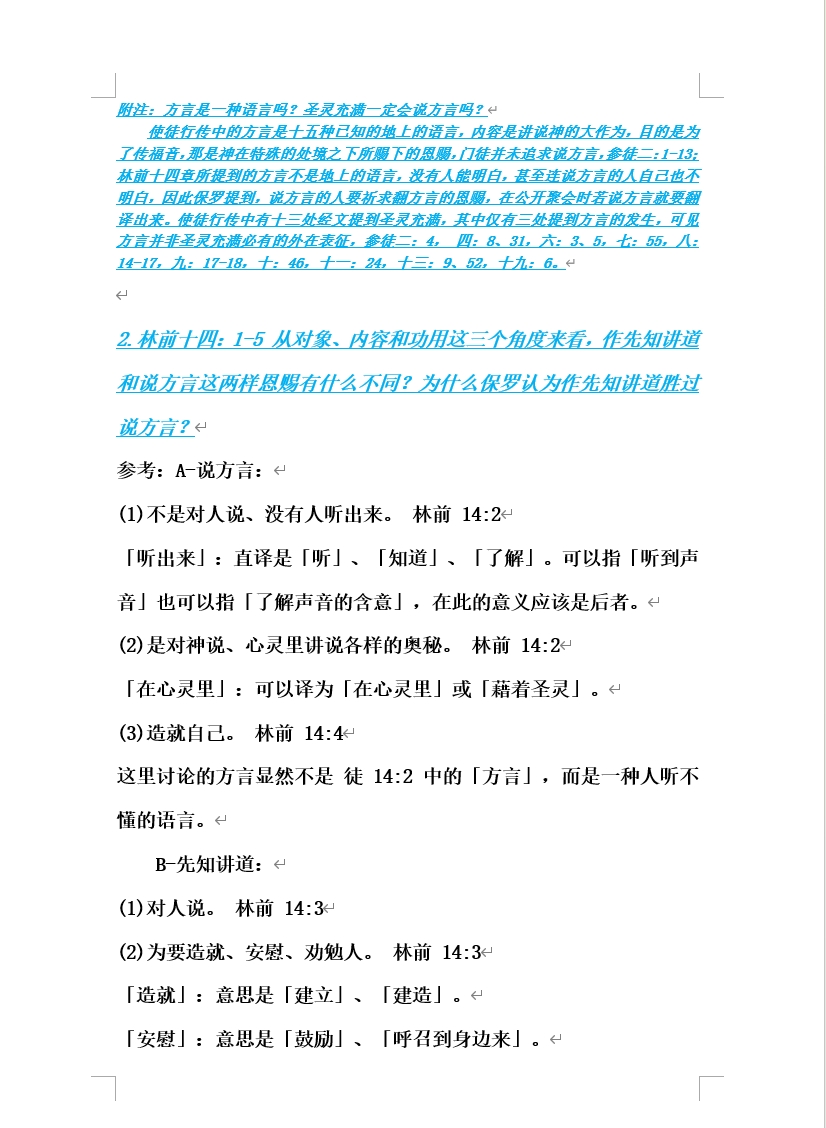 附注：方言是一种语言吗？圣灵充满一定会说方言吗？
使徒行传中的方言是十五种已知的地上的语言，内容是讲说神的大作为，目的是为
了传福音，那是神在特殊的处境之下所赐下的恩赐，门徒并未追求说方言，参徒二：1-13；
林前十四章所提到的方言不是地上的语言，没有人能明白，甚至连说方言的人自己也不
明白，因此保罗提到，说方言的人要祈求翻方言的恩赐，在公开聚会时若说方言就要翻
译出来。使徒行传中有十三处经文提到圣灵充满，其中仅有三处提到方言的发生，可见
方言并非圣灵充满必有的外在表征，参徒二：4， 四：8、31，六：3、5，七：55，八：
14-17，九：17-18，十：46，十一：24，十三：9、52，十九：6。
2.林前十四：1-5 从对象、内容和功用这三个角度来看，作先知讲道
和说方言这两样恩赐有什么不同？为什么保罗认为作先知讲道胜过
说方言？
参考：A-说方言：
(1)不是对人说、没有人听出来。 林前 14:2
「听出来」：直译是「听」、「知道」、「了解」。可以指「听到声
音」也可以指「了解声音的含意」，在此的意义应该是后者。
(2)是对神说、心灵里讲说各样的奥秘。 林前 14:2
「在心灵里」：可以译为「在心灵里」或「藉着圣灵」。
(3)造就自己。 林前 14:4
这里讨论的方言显然不是 徒 14:2 中的「方言」，而是一种人听不
懂的语言。
B-先知讲道：
(1)对人说。 林前 14:3
(2)为要造就、安慰、劝勉人。 林前 14:3
「造就」：意思是「建立」、「建造」。
「安慰」：意思是「鼓励」、「呼召到身边来」。